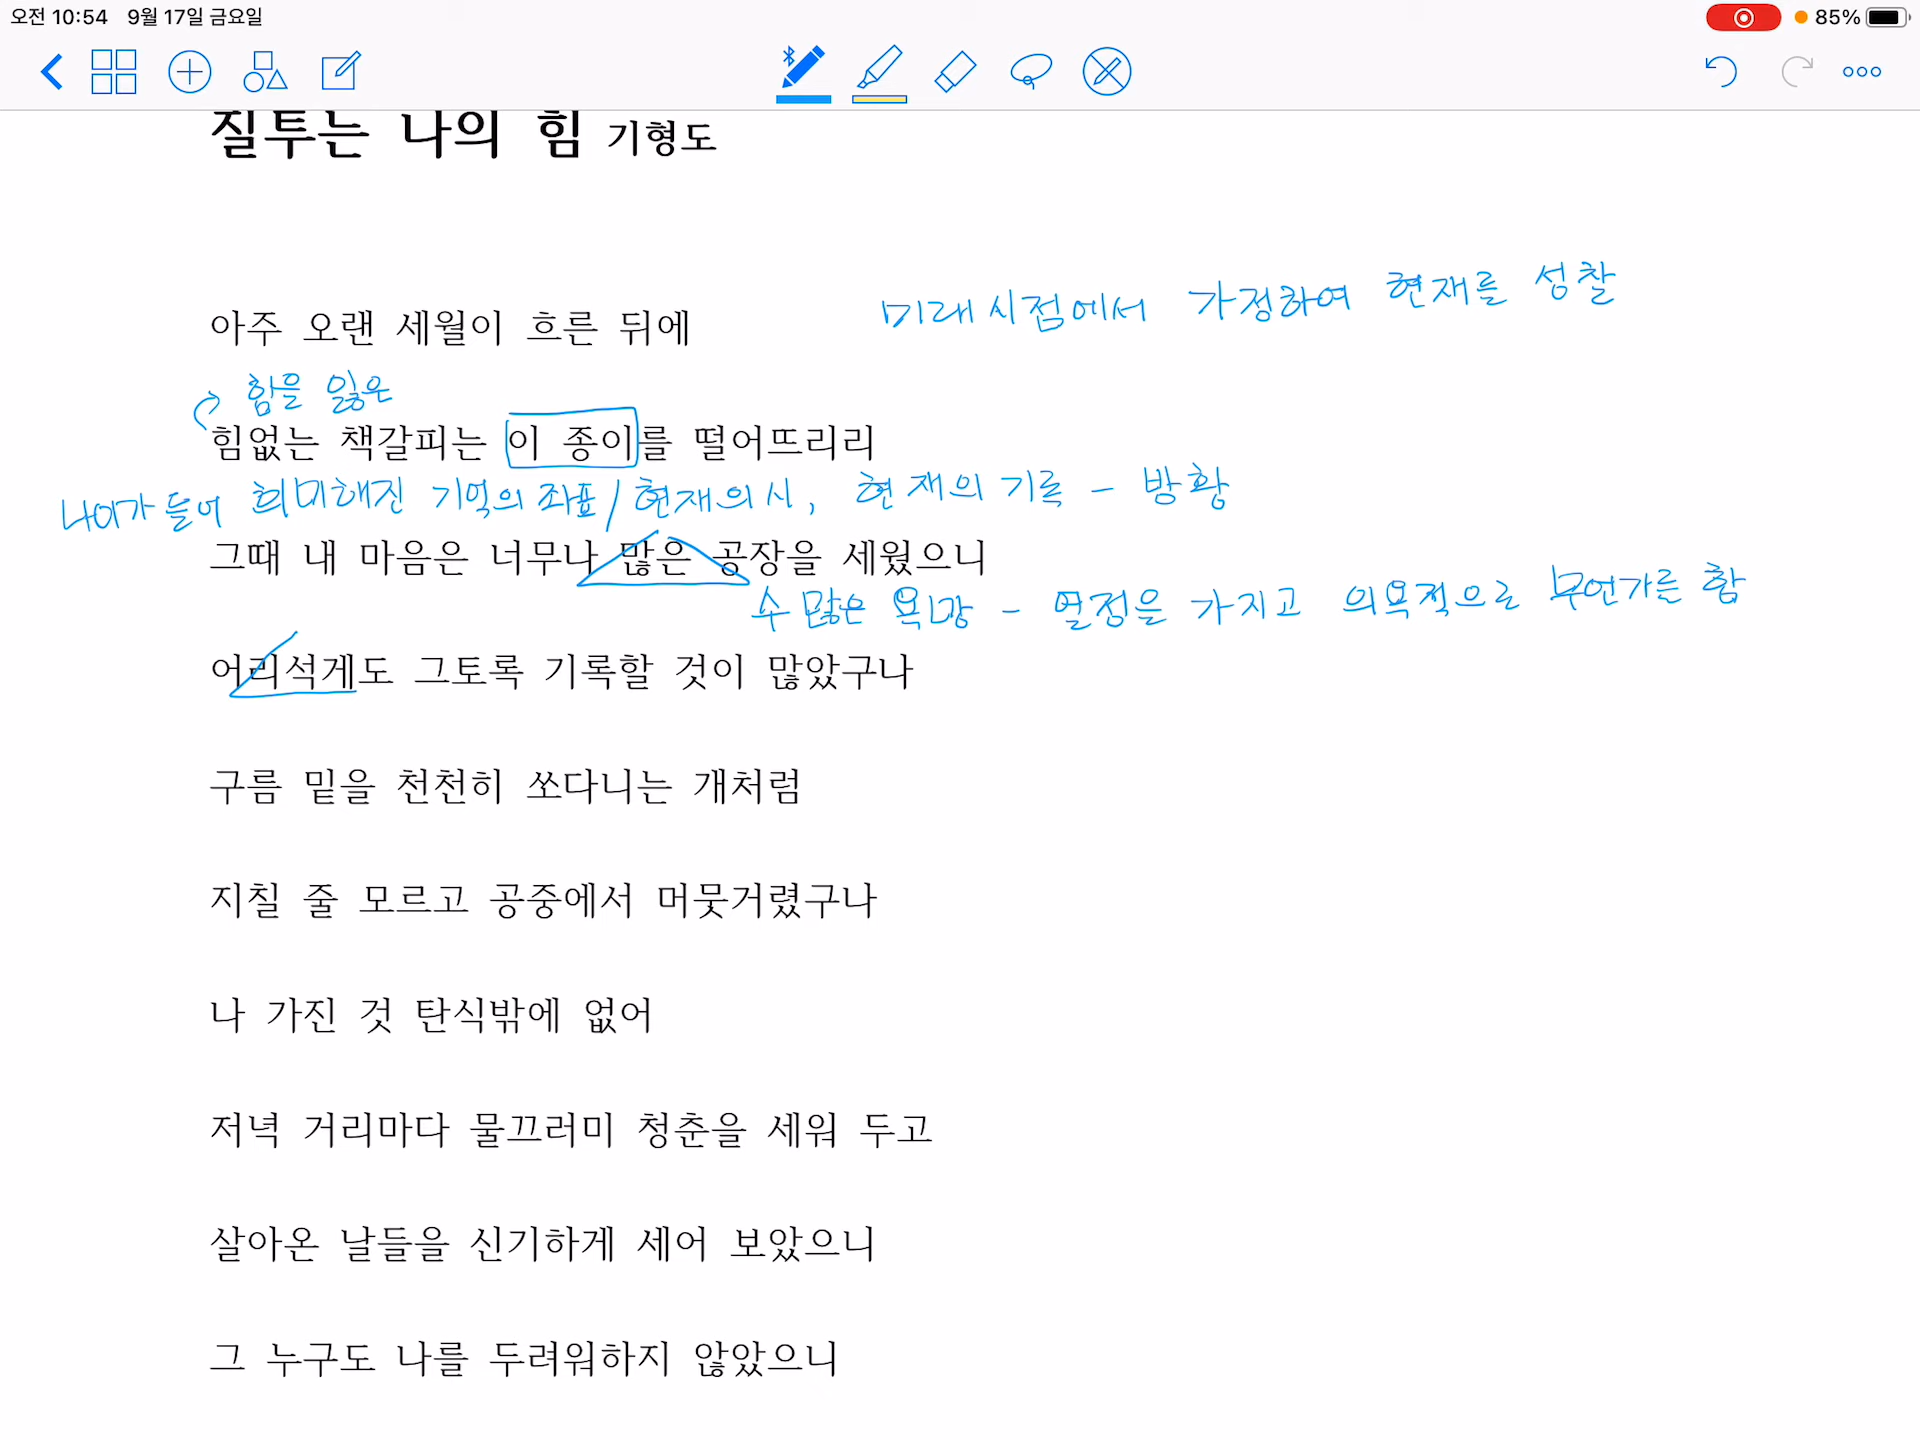 오전 10:54 9월 17일 금요일
85%
질투는 나의 힘 기형도
미래시점에서 가정하여 현재를 성찰
아주 오랜 세월이 흐른 뒤에
힘을 잃은
힘없는 책갈피는 이 종이를 떨어뜨리리
나이가 들어 희미해진 기억의 좌표 / 현재의 시, 현재의 기록 - 방황
그때 내 마음은 너무나 많은 공장을 세웠으니
수 많은 욕망 - 열정을 가지고 의욕적으로 무언가를 함
어리석게도 그토록 기록할 것이 많았구나
구름 밑을 천천히 쏘다니는 개처럼
지칠 줄 모르고 공중에서 머뭇거렸구나
나 가진 것 탄식밖에 없어
저녁 거리마다 물끄러미 청춘을 세워 두고
살아온 날들을 신기하게 세어 보았으니
그 누구도 나를 두려워하지 않았으니